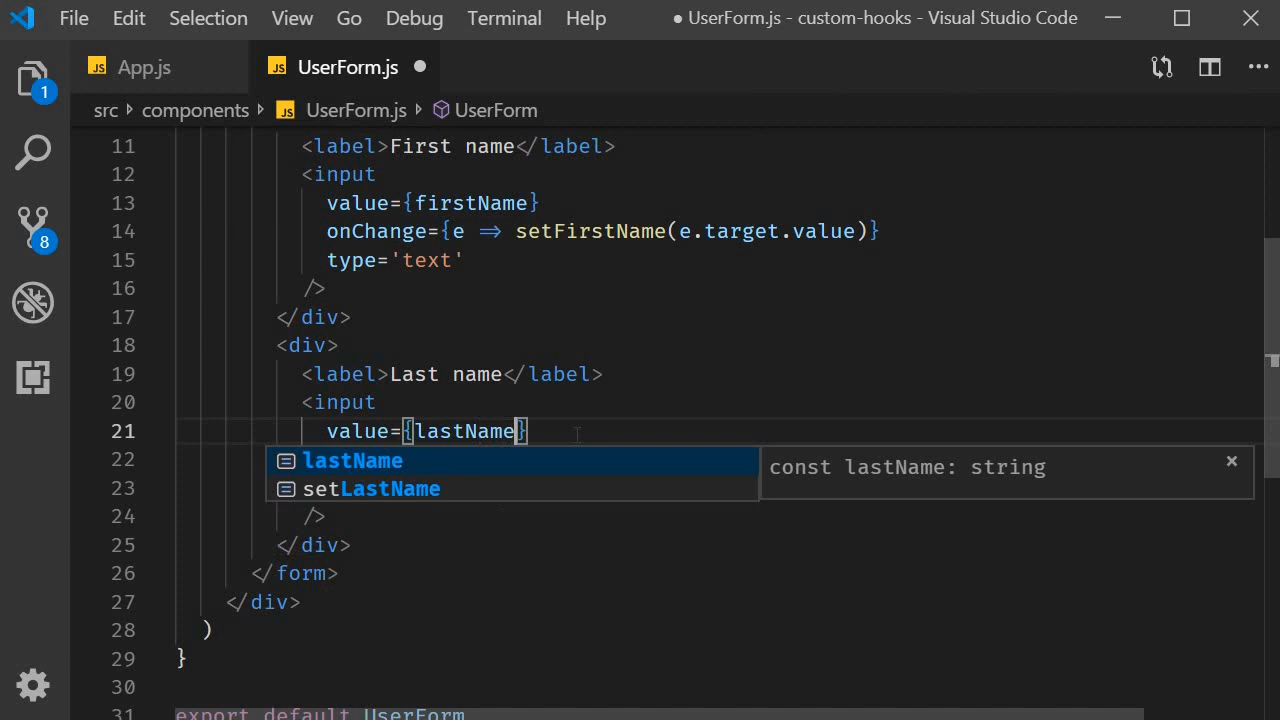 File Edit Selection View Go Debug Terminal Help ● UserForm.js - custom-hooks - Visual Studio Code
JS App.js JS UserForm.js
src components JS UserForm.js UserForm
1
8
11 <label>First name</label>
12 <input
13 value={firstName}
14 onChange={e => setFirstName(e.target.value)}
15 type='text'
16 />
17 </div>
18 <div>
19 <label>Last name</label>
20 <input
21 value={lastName}
22 lastName const lastName: string
23 setLastName
24 />
25 </div>
26 </form>
27 </div>
28 )
29 }
30
31 export default UserForm